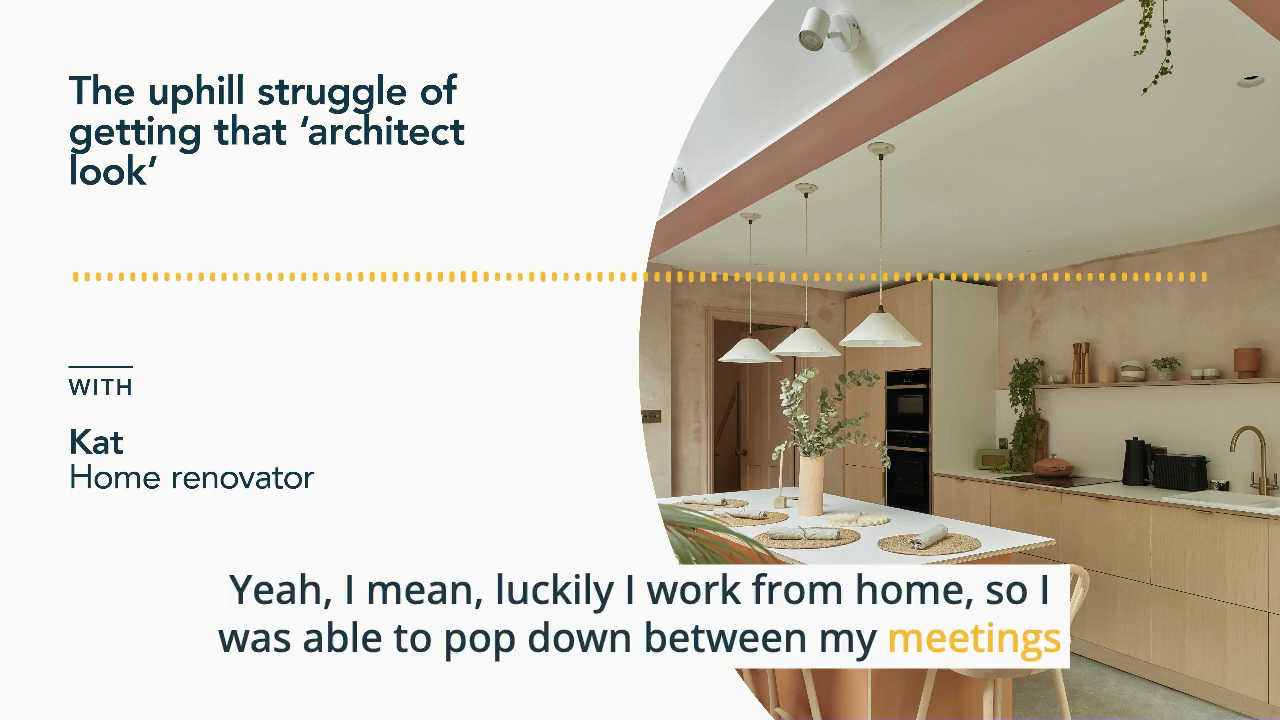 The uphill struggle of
getting that ‘architect
look’
WITH
Kat
Home renovator
Yeah, I mean, luckily I work from home, so I
was able to pop down between my meetings